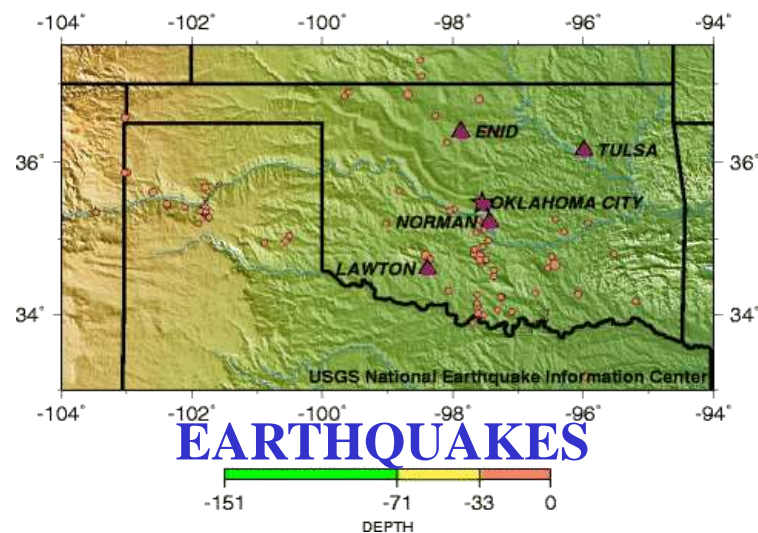 -104° -102° -100° -98° -96° -94°
ENID
36° TULSA 36°
OKLAHOMA CITY
NORMAN
LAWTON
34° 34°
USGS National Earthquake Information Center
-104° -102° -100° -98° -96° -94°
EARTHQUAKES
-151 -71 -33 0
DEPTH